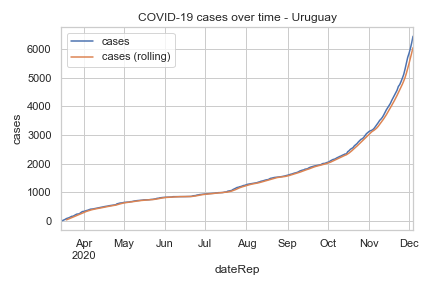 COVID-19 cases over time - Uruguay
cases
cases (rolling)
6000
5000
4000
3000
2000
1000
0
cases
Apr May Jun Jul Aug Sep Oct Nov Dec
2020
dateRep